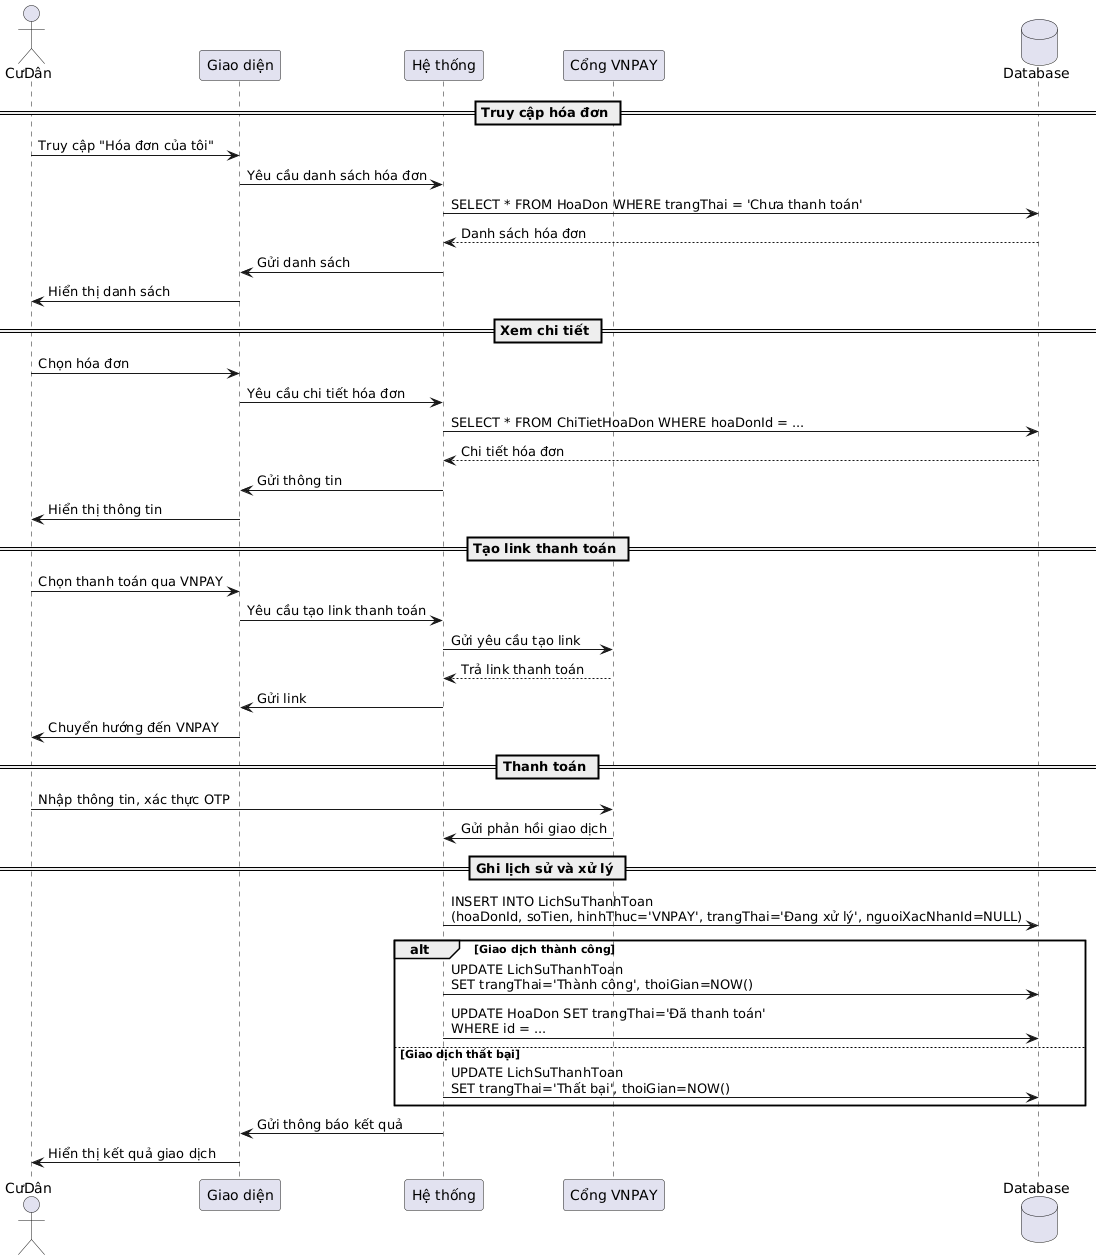 CưDân
Giao diện
Hệ thống
Cổng VNPAY
Database
Truy cập hóa đơn
Truy cập "Hóa đơn của tôi"
Yêu cầu danh sách hóa đơn
SELECT * FROM HoaDon WHERE trangThai = 'Chưa thanh toán'
Danh sách hóa đơn
Gửi danh sách
Hiển thị danh sách
Xem chi tiết
Chọn hóa đơn
Yêu cầu chi tiết hóa đơn
SELECT * FROM ChiTietHoaDon WHERE hoaDonId = ...
Chi tiết hóa đơn
Gửi thông tin
Hiển thị thông tin
Tạo link thanh toán
Chọn thanh toán qua VNPAY
Yêu cầu tạo link thanh toán
Gửi yêu cầu tạo link
Trả link thanh toán
Gửi link
Chuyển hướng đến VNPAY
Thanh toán
Nhập thông tin, xác thực OTP
Gửi phản hồi giao dịch
Ghi lịch sử và xử lý
INSERT INTO LichSuThanhToan
(hoaDonId, soTien, hinhThuc='VNPAY', trangThai='Đang xử lý', nguoiXacNhanId=NULL)
alt
[Giao dịch thành công]
UPDATE LichSuThanhToan
SET trangThai='Thành công', thoiGian=NOW()
UPDATE HoaDon SET trangThai='Đã thanh toán'
WHERE id = ...
[Giao dịch thất bại]
UPDATE LichSuThanhToan
SET trangThai='Thất bại', thoiGian=NOW()
Gửi thông báo kết quả
Hiển thị kết quả giao dịch
CưDân
Giao diện
Hệ thống
Cổng VNPAY
Database